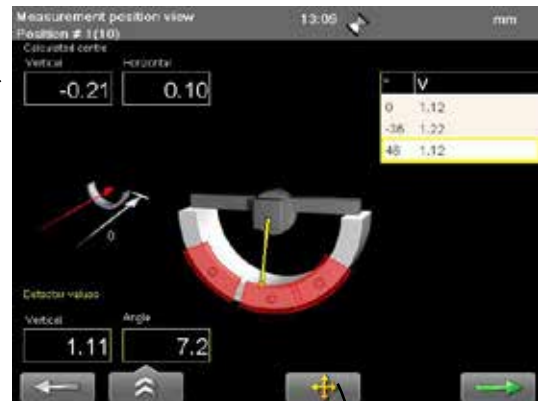 Measurement position view
13:06
mm
Position # 1(10)
Calculated centre
Vertical
Horizontal
-0.21
0.10
° V
0 1.12
-36 1.22
46 1.12
0
Detector values
Vertical
Angle
1.11
7.2